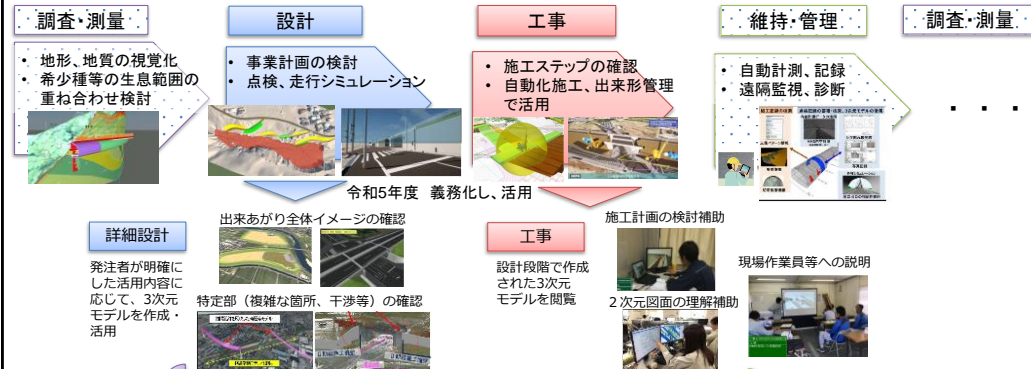 調査・測量
設計
工事
維持・管理
調査・測量
・ 地形、地質の視覚化
・ 希少種等の生息範囲の
重ね合わせ検討
・ 事業計画の検討
・ 点検、走行シミュレーション
・ 施工ステップの確認
・ 自動化施工、出来形管理
で活用
・ 自動計測、記録
・ 遠隔監視、診断
・ ・ ・
令和5年度 義務化し、活用
詳細設計
発注者が明確に
した活用内容に
応じて、3次元
モデルを作成・
活用
出来あがり全体イメージの確認
特定部（複雑な箇所、干渉等）の確認
工事
設計段階で作成
された3次元
モデルを閲覧
施工計画の検討補助
２次元図面の理解補助
現場作業員等への説明